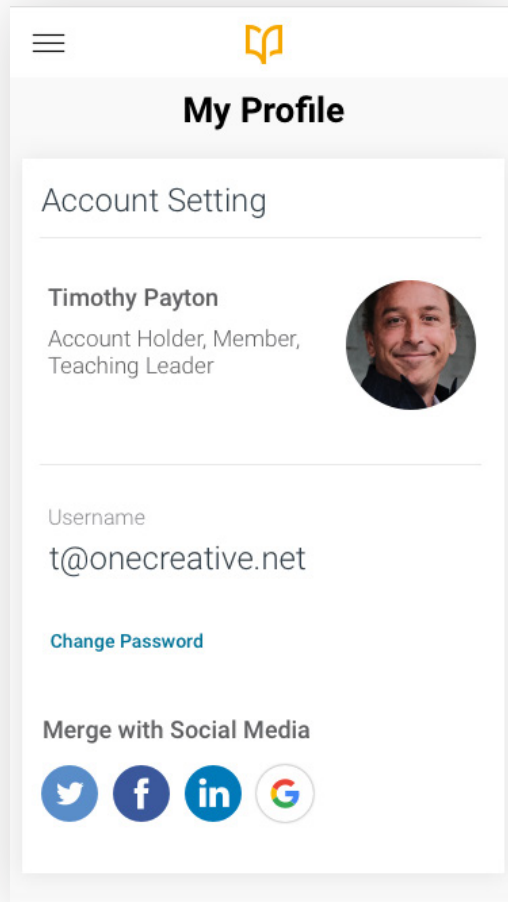 My Profile
Account Setting
Timothy Payton
Account Holder, Member,
Teaching Leader
Username
t@onecreative.net
Change Password
Merge with Social Media
f
in
G